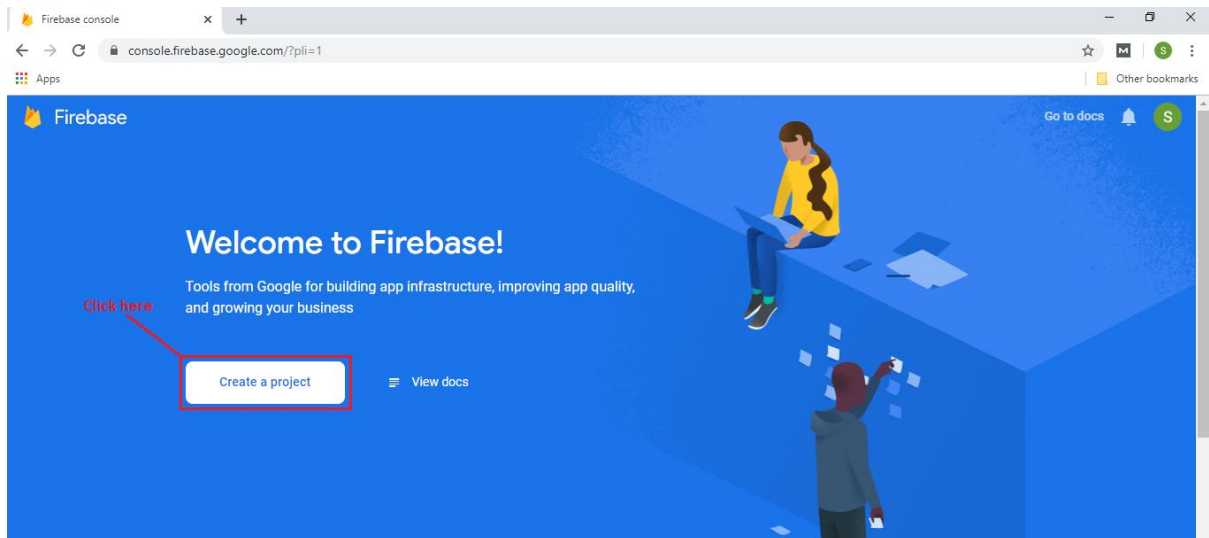 Firebase console
console.firebase.google.com/?pli=1
M
S
Apps
Other bookmarks
Firebase
Go to docs
S
Welcome to Firebase!
Tools from Google for building app infrastructure, improving app quality,
and growing your business
Click here
Create a project
View docs